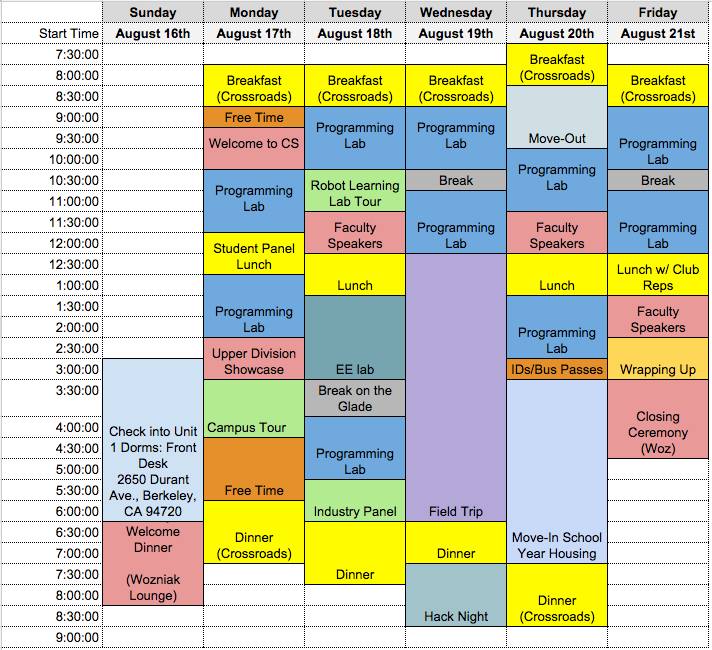 Sunday Monday Tuesday Wednesday Thursday Friday
Start Time August 16th August 17th August 18th August 19th August 20th August 21st
7:30:00
Breakfast
(Crossroads)
8:00:00
Breakfast
(Crossroads)
Breakfast
(Crossroads)
Breakfast
(Crossroads)
Breakfast
(Crossroads)
8:30:00
9:00:00
Free Time
Programming
Lab
Programming
Lab
Move-Out
Programming
Lab
9:30:00
Welcome to CS
10:00:00
Programming
Lab
10:30:00
Programming
Lab
Robot Learning
Lab Tour
Break
Break
11:00:00
Programming
Lab
Programming
Lab
11:30:00
Faculty
Speakers
Faculty
Speakers
12:00:00
Student Panel
Lunch
12:30:00
Lunch
Lunch
Lunch w/ Club
Reps
1:00:00
Programming
Lab
1:30:00
EE lab
Programming
Lab
Faculty
Speakers
2:00:00
2:30:00
Upper Division
Showcase
Wrapping Up
3:00:00
IDs/Bus Passes
Check into Unit
1 Dorms: Front
Desk
2650 Durant
Ave., Berkeley,
CA 94720
3:30:00
Campus Tour
Break on the
Glade
Closing
Ceremony
(Woz)
4:00:00
Programming
Lab
4:30:00
Free Time
5:00:00
5:30:00
Industry Panel
6:00:00
Dinner
(Crossroads)
Field Trip
Move-In School
Year Housing
6:30:00
Welcome
Dinner
(Wozniak
Lounge)
Dinner
Dinner
7:00:00
7:30:00
Hack Night
Dinner
(Crossroads)
8:00:00
8:30:00
9:00:00